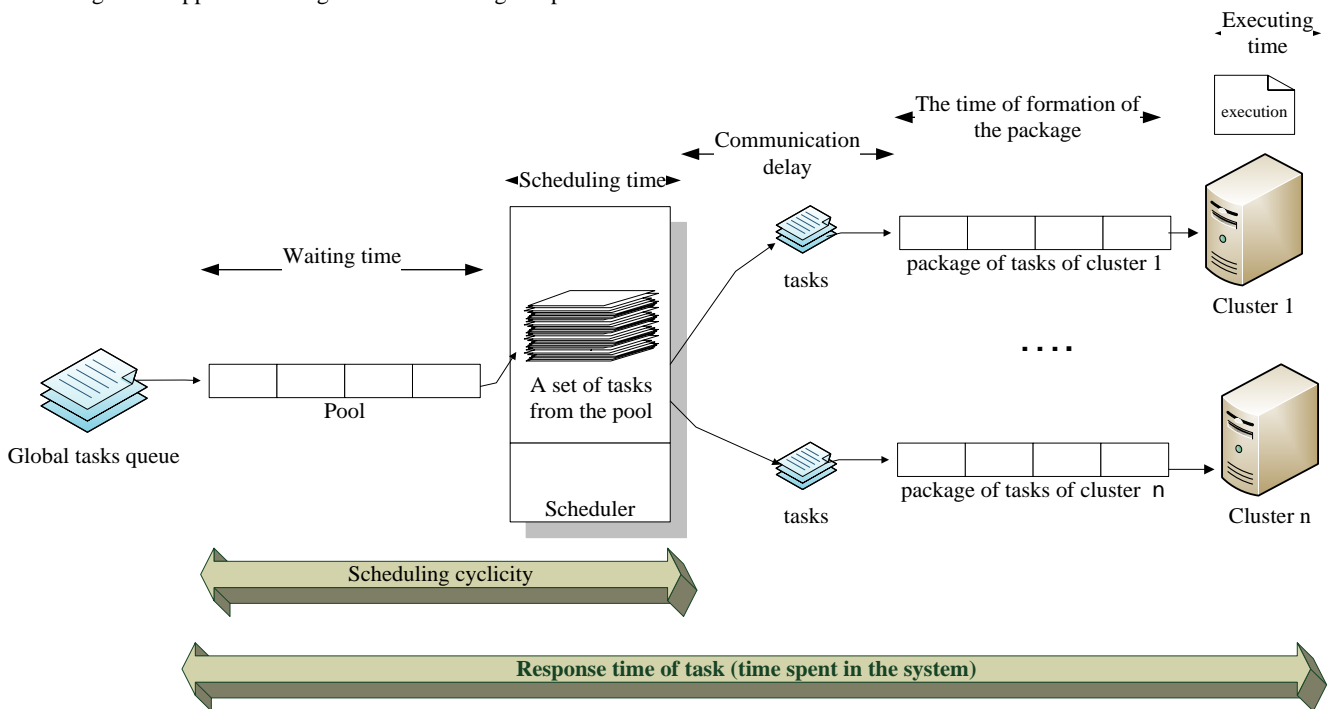 Executing
time
execution
The time of formation of
the package
Communication
delay
Scheduling time
Waiting time
tasks
package of tasks of cluster 1
Cluster 1
....
A set of tasks
from the pool
Pool
Global tasks queue
Scheduler
tasks
package of tasks of cluster n
Cluster n
Scheduling cyclicity
Response time of task (time spent in the system)